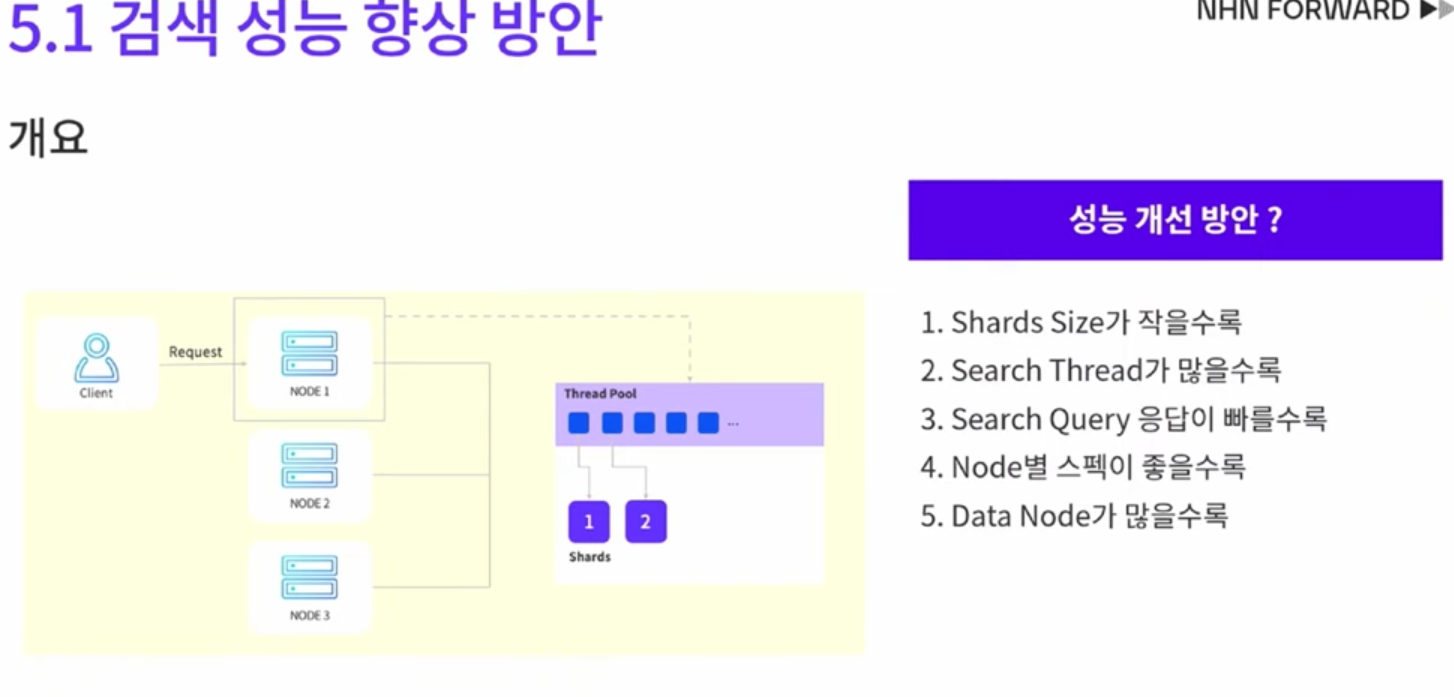 5.1 검색 성능 향상 방안
NHN FORWARD
개요
성능 개선 방안 ?
1. Shards Size가 작을수록
2. Search Thread가 많을수록
3. Search Query 응답이 빠를수록
4. Node별 스펙이 좋을수록
5. Data Node가 많을수록
Client
Request
NODE 1
NODE 2
NODE 3
Thread Pool
...
1
2
Shards